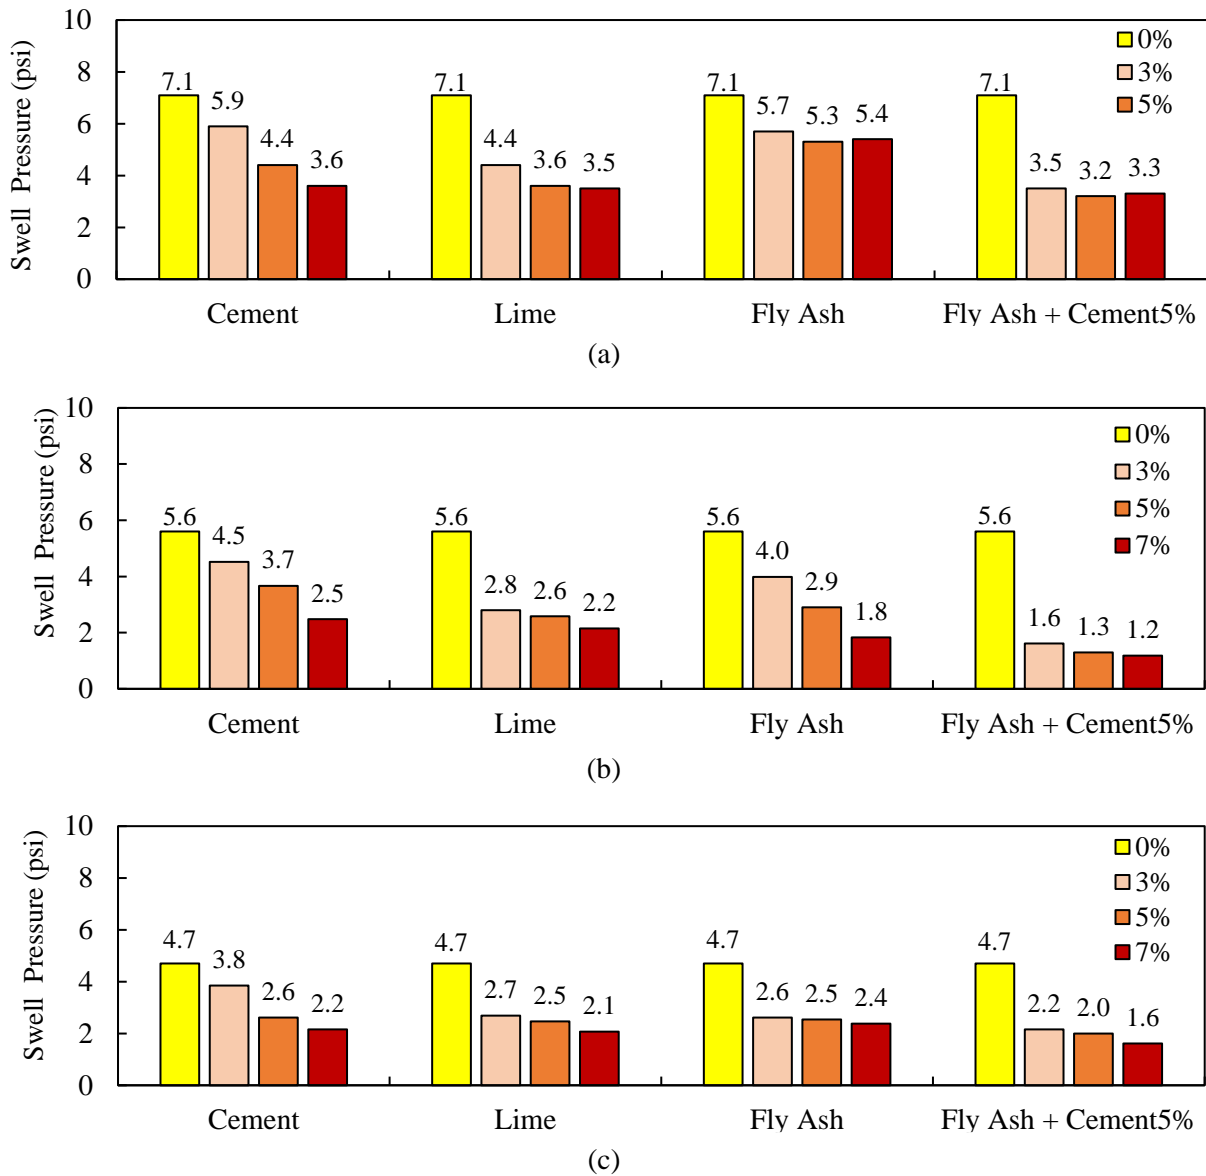 10
8
6
4
2
0
Swell Pressure (psi)
0%
3%
5%
7.1 5.9 4.4 3.6
7.1 4.4 3.6 3.5
7.1 5.7 5.3 5.4
7.1 3.5 3.2 3.3
Cement Lime Fly Ash Fly Ash + Cement5%
(a)
10
8
6
4
2
0
Swell Pressure (psi)
0%
3%
5%
7%
5.6 4.5 3.7 2.5
5.6 2.8 2.6 2.2
5.6 4.0 2.9 1.8
5.6 1.6 1.3 1.2
Cement Lime Fly Ash Fly Ash + Cement5%
(b)
10
8
6
4
2
0
Swell Pressure (psi)
0%
3%
5%
7%
4.7 3.8 2.6 2.2
4.7 2.7 2.5 2.1
4.7 2.6 2.5 2.4
4.7 2.2 2.0 1.6
Cement Lime Fly Ash Fly Ash + Cement5%
(c)